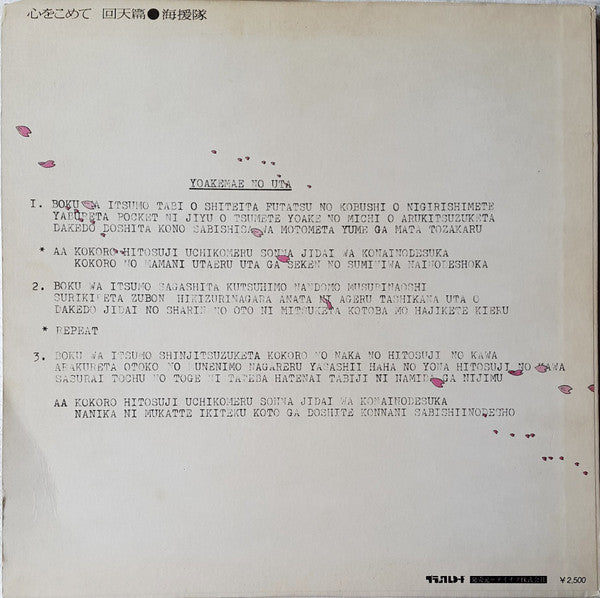 心をこめて 回天篇●海援隊
YOAKEMAE NO UTA
1. BOKU WA ITSUMO TABI O SHITEITA FUTATSU NO KOBUSHI O NIGIRISHIMETE
YABURETA POCKET NI JIYU O TSUMETE YOAKE NO MICHI O ARUKITSUZUKETA
DAKEDO DOSHITA KONO SABISHISA WA MOTOMETA YUME GA MATA TOZAKARU
* AA KOKORO HITOSUJI UCHIKOMERU SONNA JIDAI WA KONAINODESUKA
KOKORO NO MAMANI UTAERU UTA GA SEKEN NO SUMINIWA NAINODESHOKA
2. BOKU WA ITSUMO SAGASHITA KUTSUHIMO NANDOMO MUSUBINAOSHI
SURIKIRETA ZUBON HIKIZURINAGARA ANATA NI AGERU TASHIKANA UTA O
DAKEDO JIDAI NO SHARIN NO OTO NI MITSUKETA KOTOBA MO HAJIKETE KIERU
* REPEAT
3. BOKU WA ITSUMO SHINJITSUZUKETA KOKORO NO NAKA NO HITOSUJI NO KAWA
ARAKURETA OTOKO NO MUNENIMO NAGARERU YASASHII HAHA NO YONA HITOSUJI NO KAWA
SASURAI TOCHU NO TOGE NI TATEBA HATENAI TABIJI NI NAMIDA GA NIJIMU
AA KOKORO HITOSUJI UCHIKOMERU SONNA JIDAI WA KONAINODESUKA
NANIKA NI MUKATTE IKITEKU KOTO GA DOSHITE KONNANI SABISHIINODESHO
¥2,500